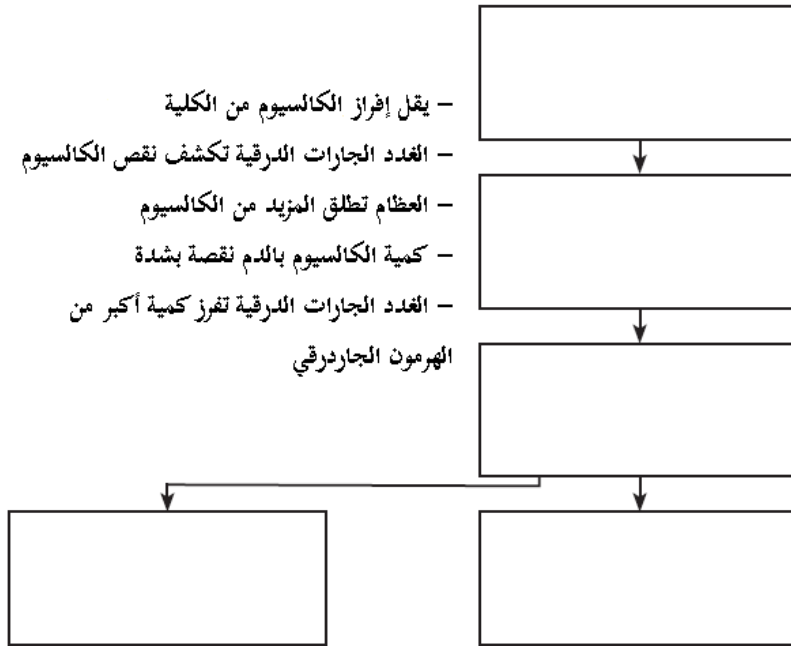 – يقل إفراز الكالسيوم من الكلية
– الغدد الجارات الدرقية تكشف نقص الكالسيوم
– العظام تطلق المزيد من الكالسيوم
– كمية الكالسيوم بالدم نقصة بشدة
– الغدد الجارات الدرقية تفرز كمية أكبر من
الهرمون الجاردرقي